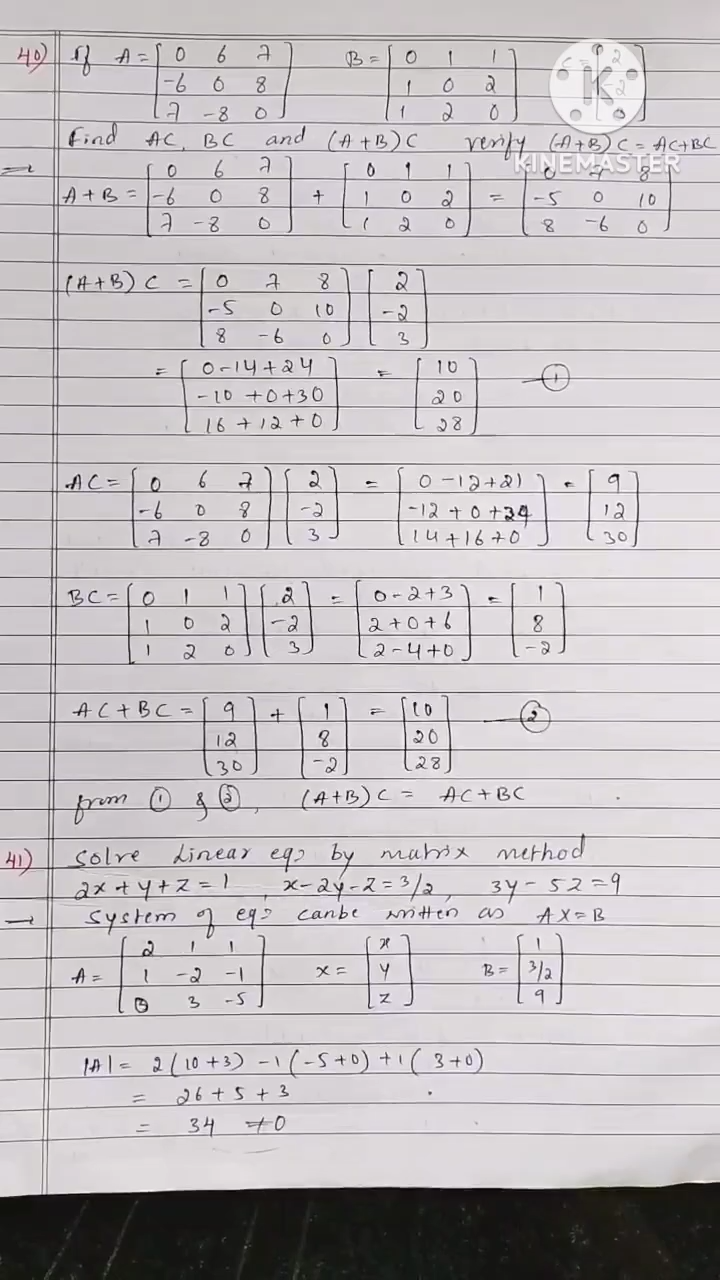 40) If A = [0 6 7 B = [0 1 1 C = [2
-6 0 8 1 0 2 -2
7 -8 0] 1 2 0]
KINEMASTER
Find AC, BC and (A+B)C verify (A+B)C = AC+BC
→ A+B = [0 6 7; -6 0 8; 7 -8 0] + [0 1 1; 1 0 2; 1 2 0] = [0 7 8; -5 0 10; 8 -6 0]
(A+B)C = [0 7 8; -5 0 10; 8 -6 0] [2; -2; 3]
= [0-14+24; -10+0+30; 16+12+0] = [10; 20; 28] — ①
AC = [0 6 7; -6 0 8; 7 -8 0] [2; -2; 3] = [0-12+21; -12+0+24; 14+16+0] = [9; 12; 30]
BC = [0 1 1; 1 0 2; 1 2 0] [2; -2; 3] = [0-2+3; 2+0+6; 2-4+0] = [1; 8; -2]
AC+BC = [9; 12; 30] + [1; 8; -2] = [10; 20; 28] — ②
from ① & ②, (A+B)C = AC+BC
41) Solve Linear eqⁿ by matrix method
2x+y+z=1, x-2y-z=3/2, 3y-5z=9
→ System of eqⁿ canbe written as AX=B
A = [2 1 1; 1 -2 -1; 0 3 -5] X = [x; y; z] B = [1; 3/2; 9]
|A| = 2(10+3) -1(-5+0) +1(3+0)
= 26+5+3
= 34 ≠0